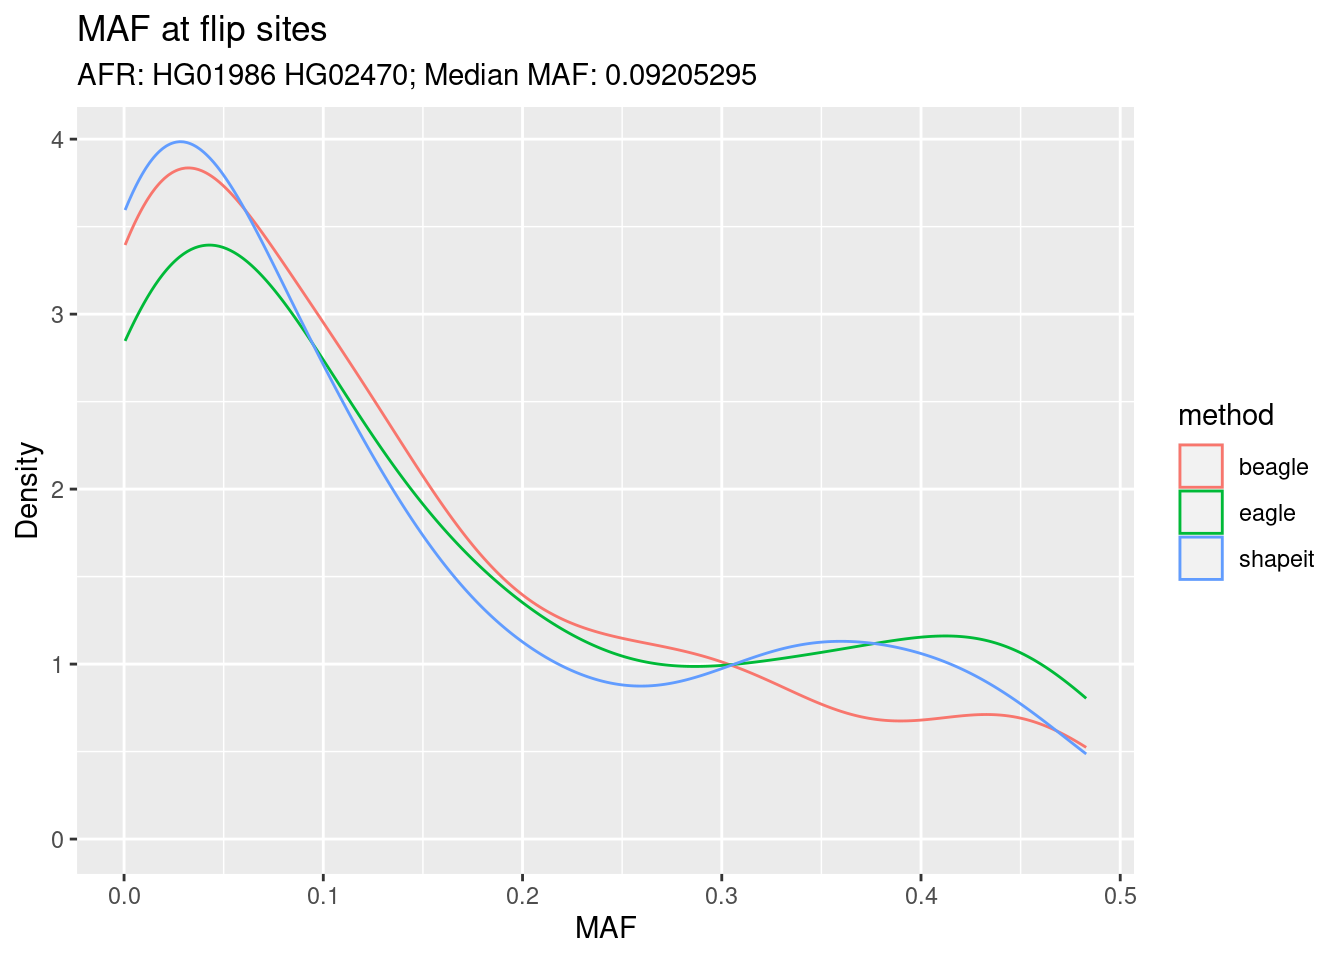 MAF at flip sites
AFR: HG01986 HG02470; Median MAF: 0.09205295
4
3
2
1
0
Density
0.0 0.1 0.2 0.3 0.4 0.5
MAF
method
beagle
eagle
shapeit